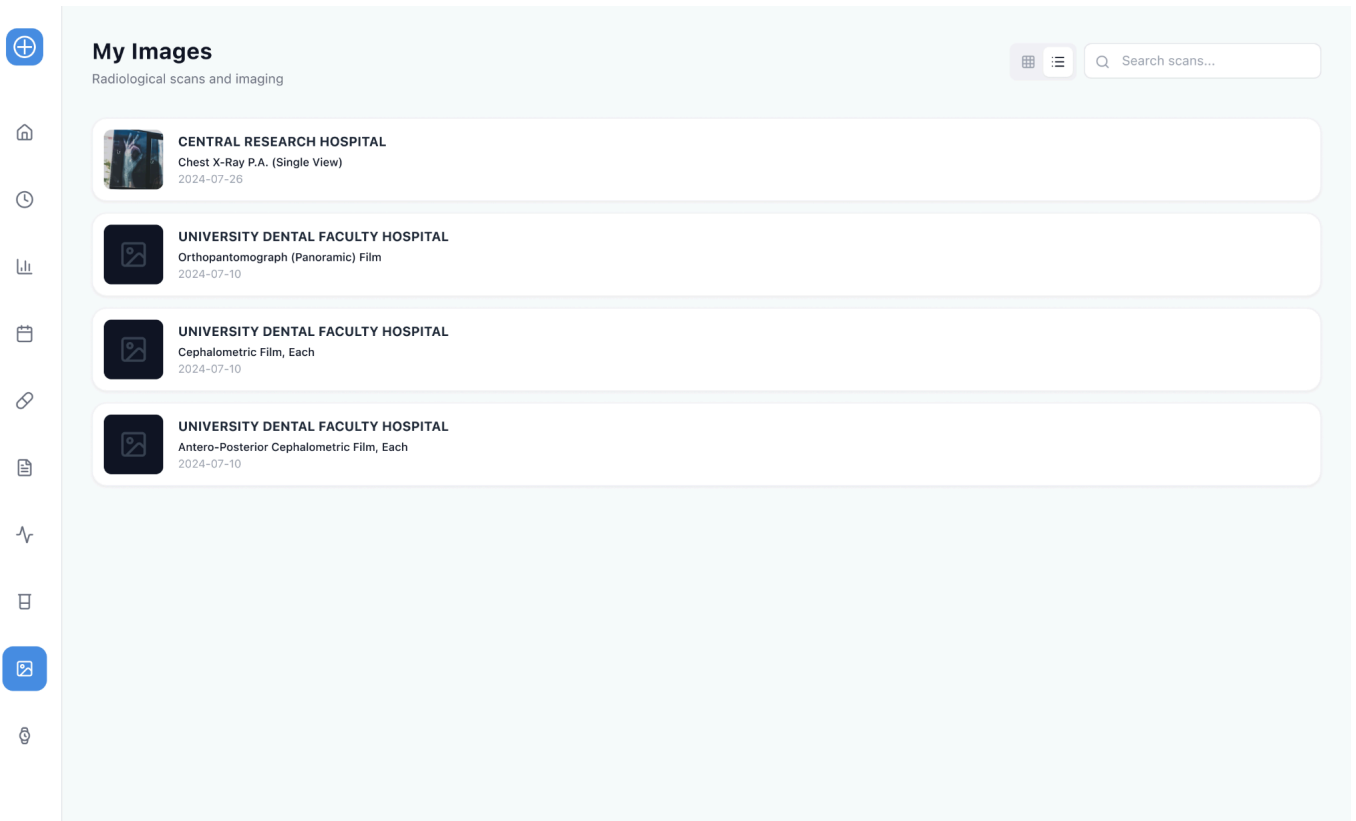 My Images
Radiological scans and imaging
Search scans...
CENTRAL RESEARCH HOSPITAL
Chest X-Ray P.A. (Single View)
2024-07-26
UNIVERSITY DENTAL FACULTY HOSPITAL
Orthopantomograph (Panoramic) Film
2024-07-10
UNIVERSITY DENTAL FACULTY HOSPITAL
Cephalometric Film, Each
2024-07-10
UNIVERSITY DENTAL FACULTY HOSPITAL
Antero-Posterior Cephalometric Film, Each
2024-07-10